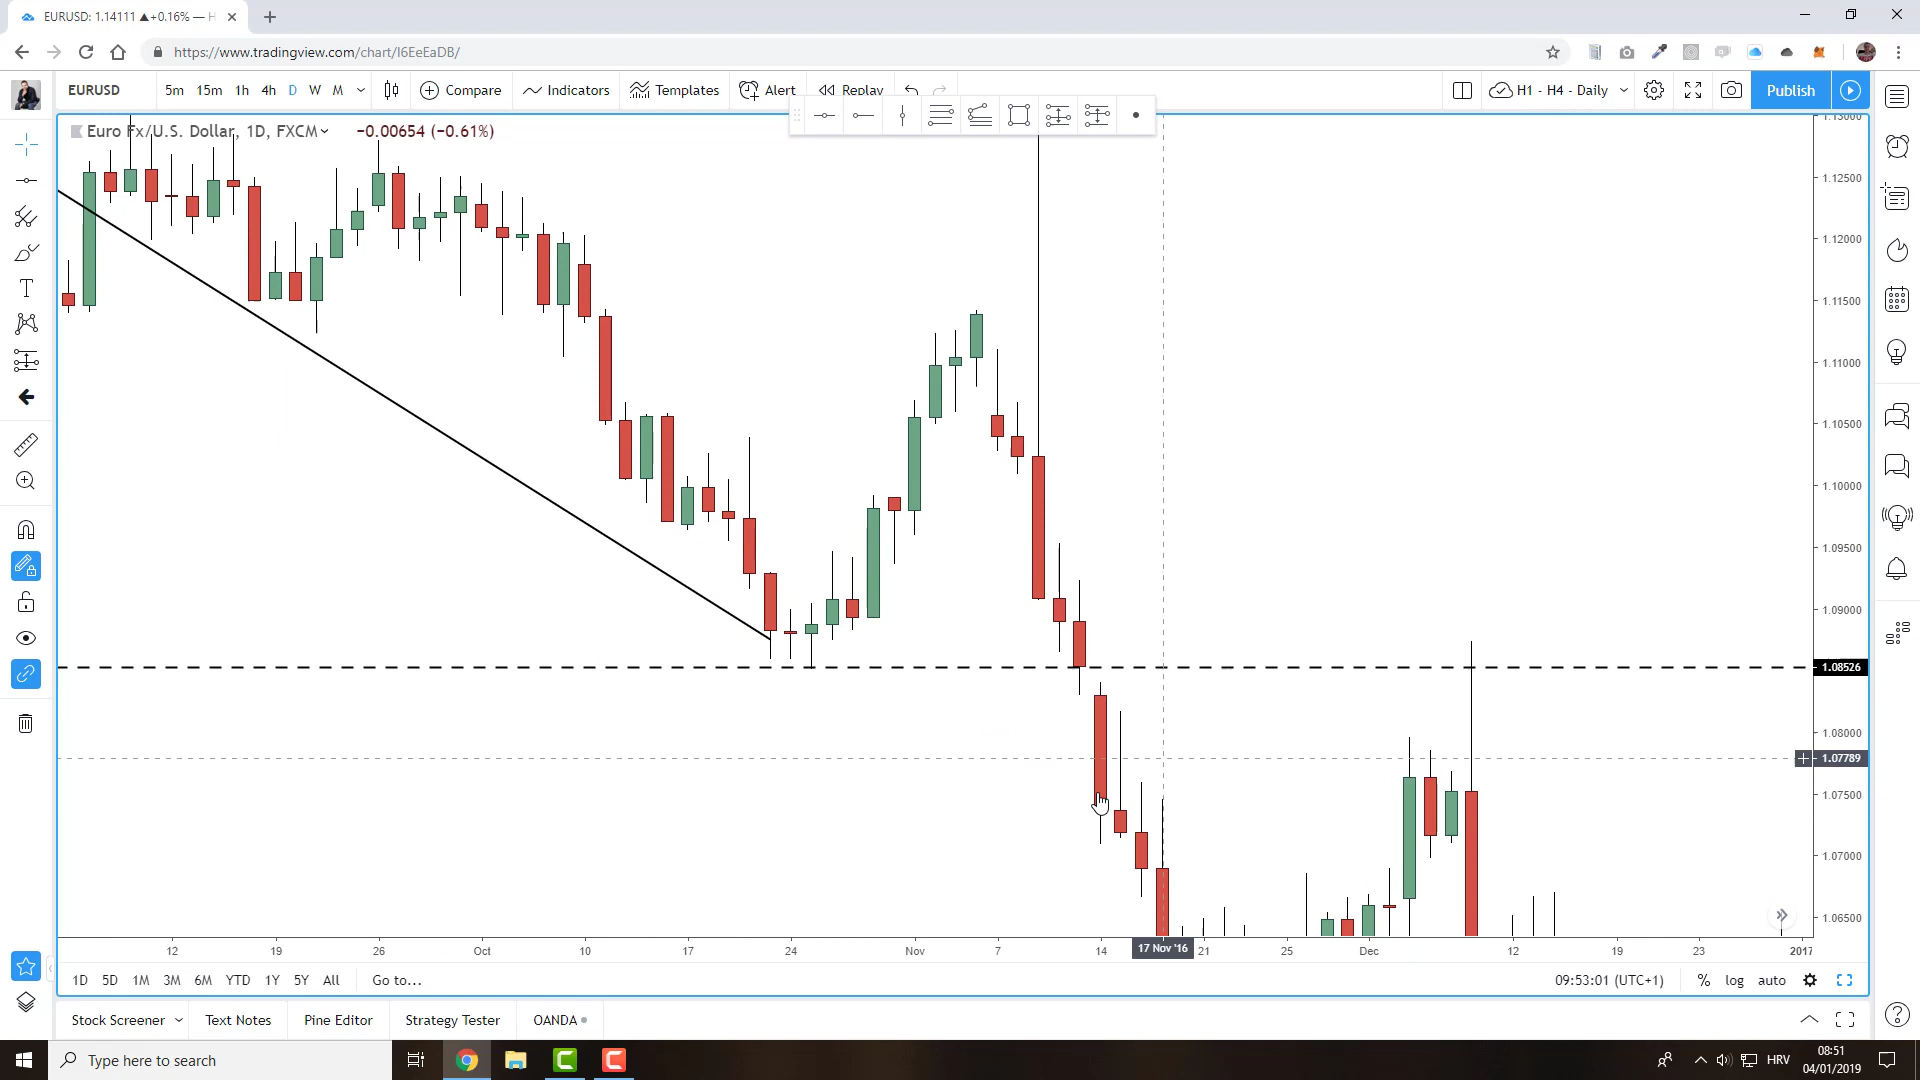 EURUSD: 1.14111 ▲+0.16% — H
https://www.tradingview.com/chart/I6EeEaDB/
EURUSD 5m 15m 1h 4h D W M Compare Indicators Templates Alert Replay H1 - H4 - Daily Publish
Euro Fx/U.S. Dollar, 1D, FXCM −0.00654 (−0.61%)
1.13000
1.12500
1.12000
1.11500
1.11000
1.10500
1.10000
1.09500
1.09000
1.08526
1.08000
1.07789
1.07500
1.07000
1.06500
12 19 26 Oct 10 17 24 Nov 7 14 17 Nov '16 21 25 Dec 12 19 23 2017
1D 5D 1M 3M 6M YTD 1Y 5Y All Go to... 09:53:01 (UTC+1) % log auto
Stock Screener Text Notes Pine Editor Strategy Tester OANDA
Type here to search HRV 08:51
04/01/2019